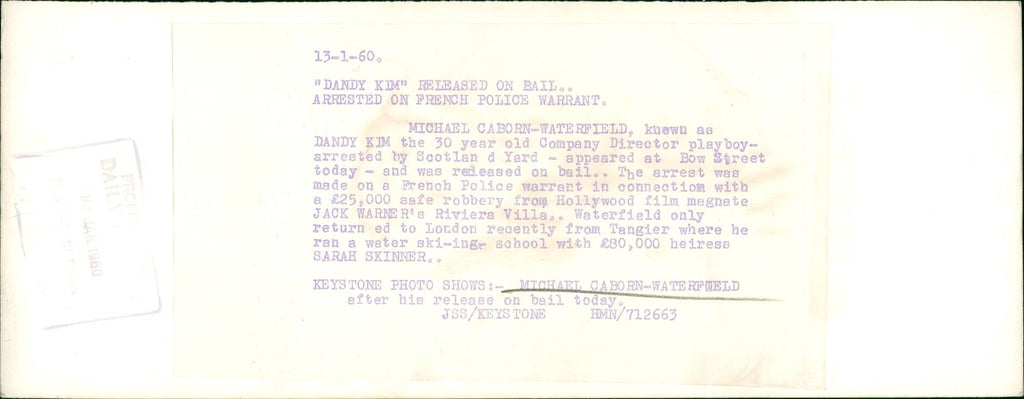 13-1-60.
"DANDY KIM" RELEASED ON BAIL..
ARRESTED ON FRENCH POLICE WARRANT.
MICHAEL CABORN-WATERFIELD, known as
DANDY KIM the 30 year old Company Director playboy-
arrested by Scotlan d Yard - appeared at Bow Street
today - and was released on bail.. The arrest was
made on a French Police warrant in connection with
a £25,000 safe robbery from Hollywood film magnate
JACK WARNER's Riviera Villa.. Waterfield only
return ed to London recently from Tangier where he
ran a water ski-ing school with £80,000 heiress
SARAH SKINNER..
KEYSTONE PHOTO SHOWS:- MICHAEL CABORN-WATERFIELD
after his release on bail today.
JSS/KEYSTONE HMN/712663
DAILY
JAN 1960